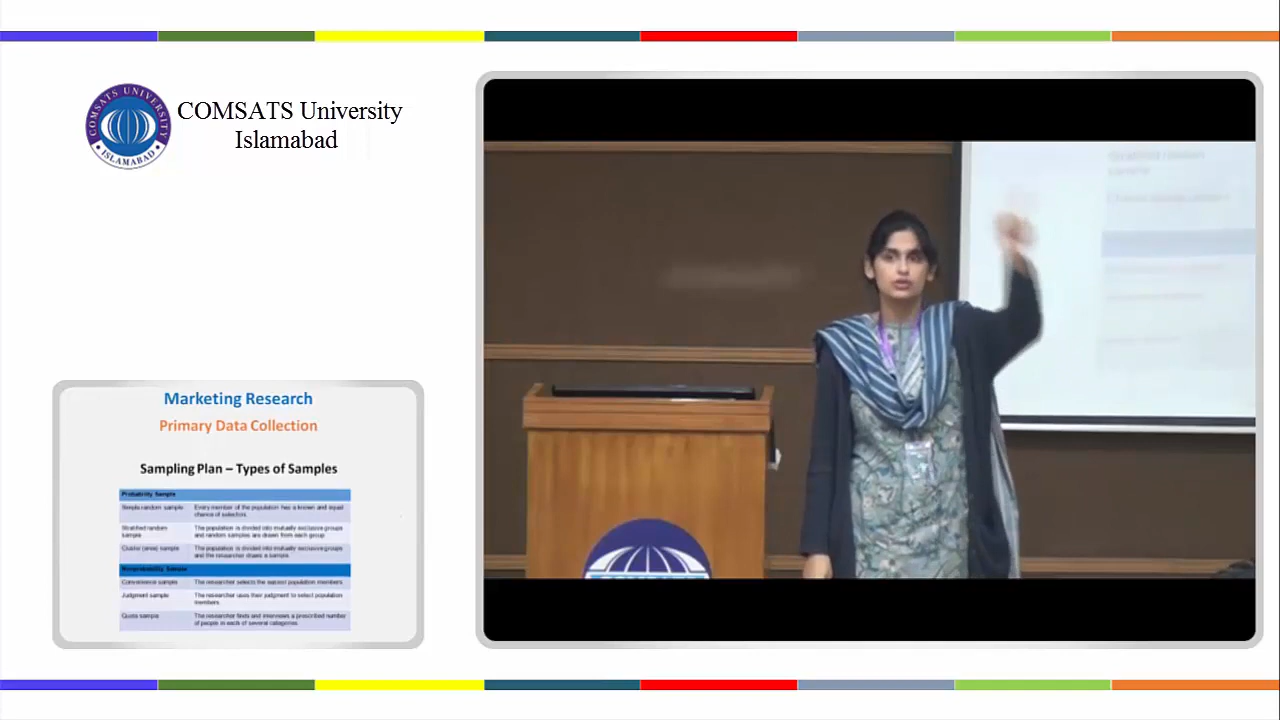 COMSATS UNIVERSITY
ISLAMABAD
COMSATS University
Islamabad
Marketing Research
Primary Data Collection
Sampling Plan – Types of Samples
Probability Sample
Simple random sample Every member of the population has a known and equal
chance of selection.
Stratified random
sample
The population is divided into mutually exclusive groups
and random samples are drawn from each group
Cluster (area) sample The population is divided into mutually exclusive groups
and the researcher draws a sample
Nonprobability Sample
Convenience sample The researcher selects the easiest population members
Judgment sample The researcher uses their judgment to select population
members.
Quota sample The researcher finds and interviews a prescribed number
of people in each of several categories.
COMSATS